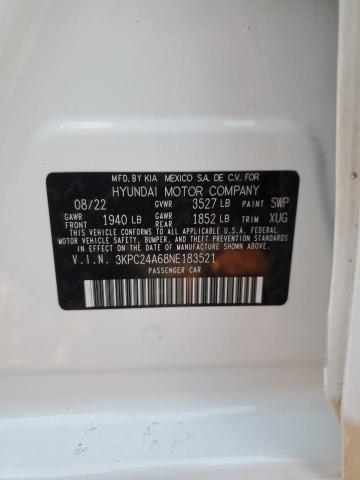 MFD.BY KIA MEXICO S.A. DE C.V. FOR
HYUNDAI MOTOR COMPANY
08/22 GVWR 3527 LB PAINT SWP
GAWR FRONT 1940 LB GAWR REAR 1852 LB TRIM XUG
THIS VEHICLE CONFORMS TO ALL APPLICABLE U.S.A. FEDERAL
MOTOR VEHICLE SAFETY, BUMPER, AND THEFT PREVENTION STANDARDS
IN EFFECT ON THE DATE OF MANUFACTURE SHOWN ABOVE.
V.I.N. 3KPC24A68NE183521
PASSENGER CAR